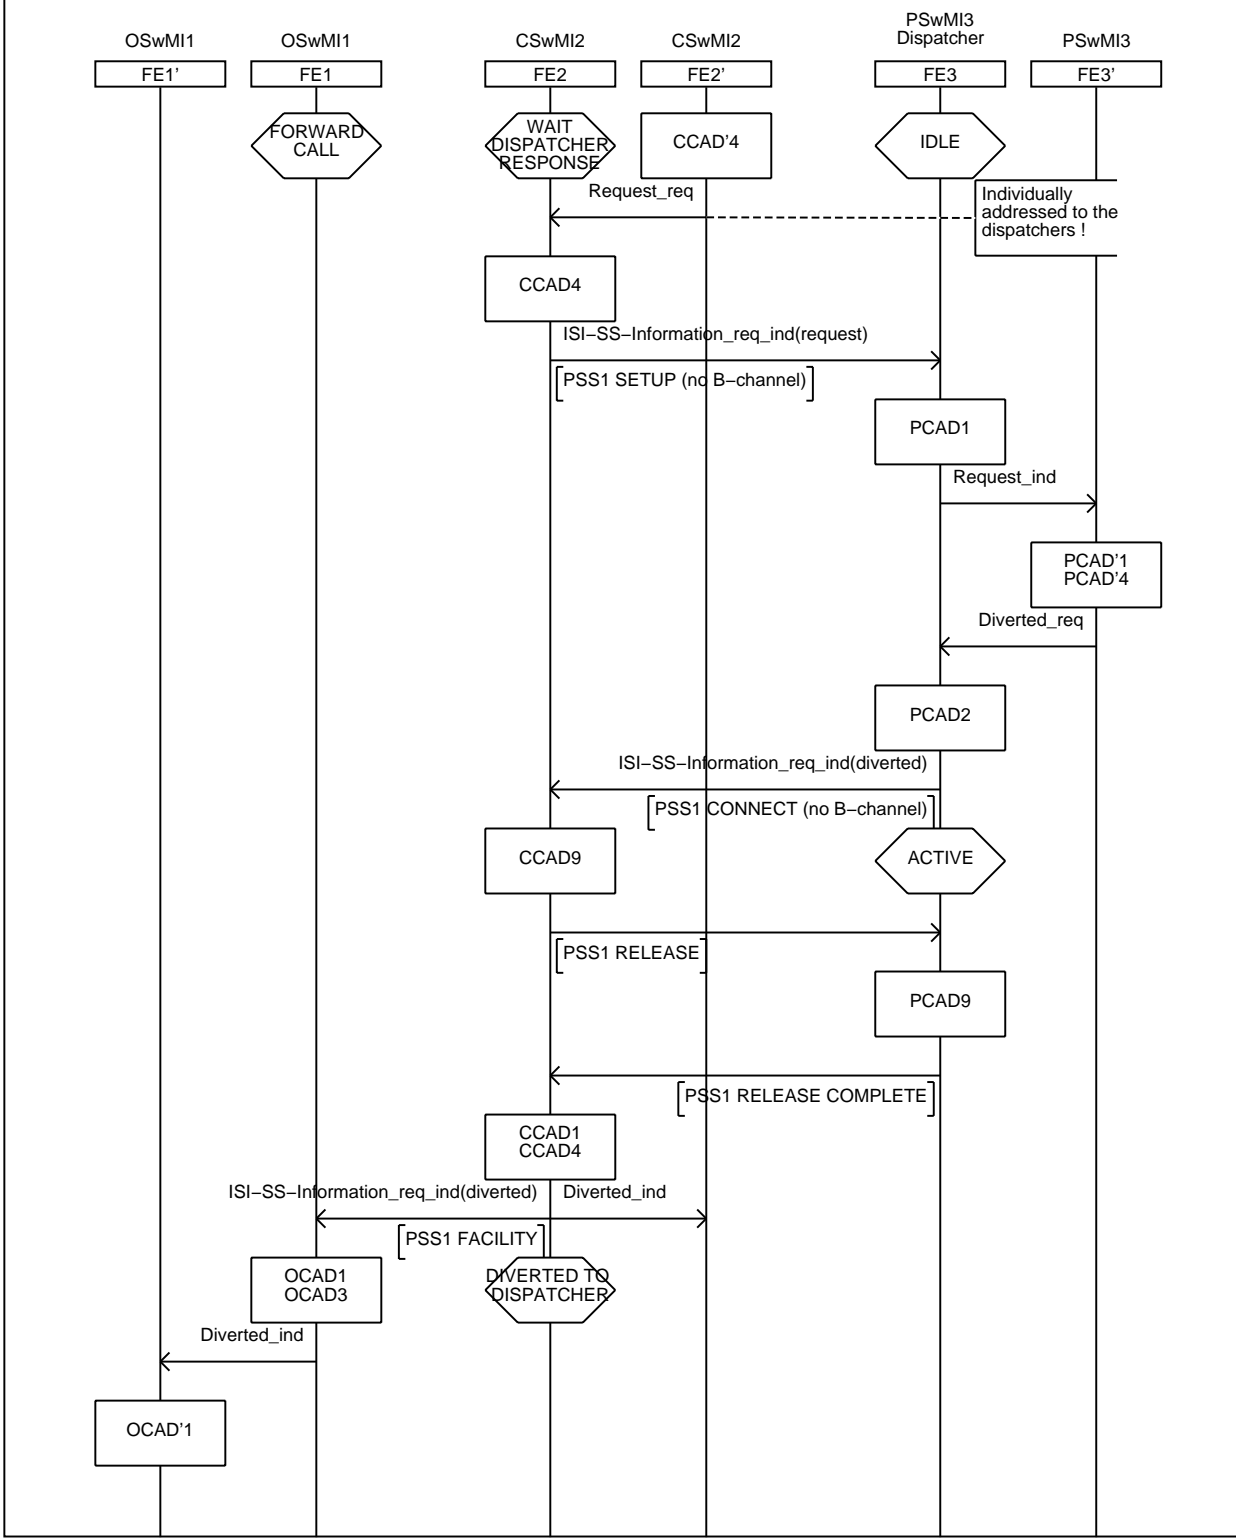 OSwMI1
OSwMI1
CSwMI2
CSwMI2
PSwMI3
Dispatcher
PSwMI3
FE1’
FE1
FE2
FE2’
FE3
FE3’
FORWARD
CALL
WAIT
DISPATCHER
RESPONSE
CCAD’4
IDLE
Request_req
Individually
addressed to the
dispatchers !
CCAD4
ISI−SS−Information_req_ind(request)
PSS1 SETUP (no B−channel)
PCAD1
Request_ind
PCAD’1
PCAD’4
Diverted_req
PCAD2
ISI−SS−Information_req_ind(diverted)
PSS1 CONNECT (no B−channel)
CCAD9
ACTIVE
PSS1 RELEASE
PCAD9
PSS1 RELEASE COMPLETE
CCAD1
CCAD4
ISI−SS−Information_req_ind(diverted)
Diverted_ind
PSS1 FACILITY
OCAD1
OCAD3
DIVERTED TO
DISPATCHER
Diverted_ind
OCAD’1